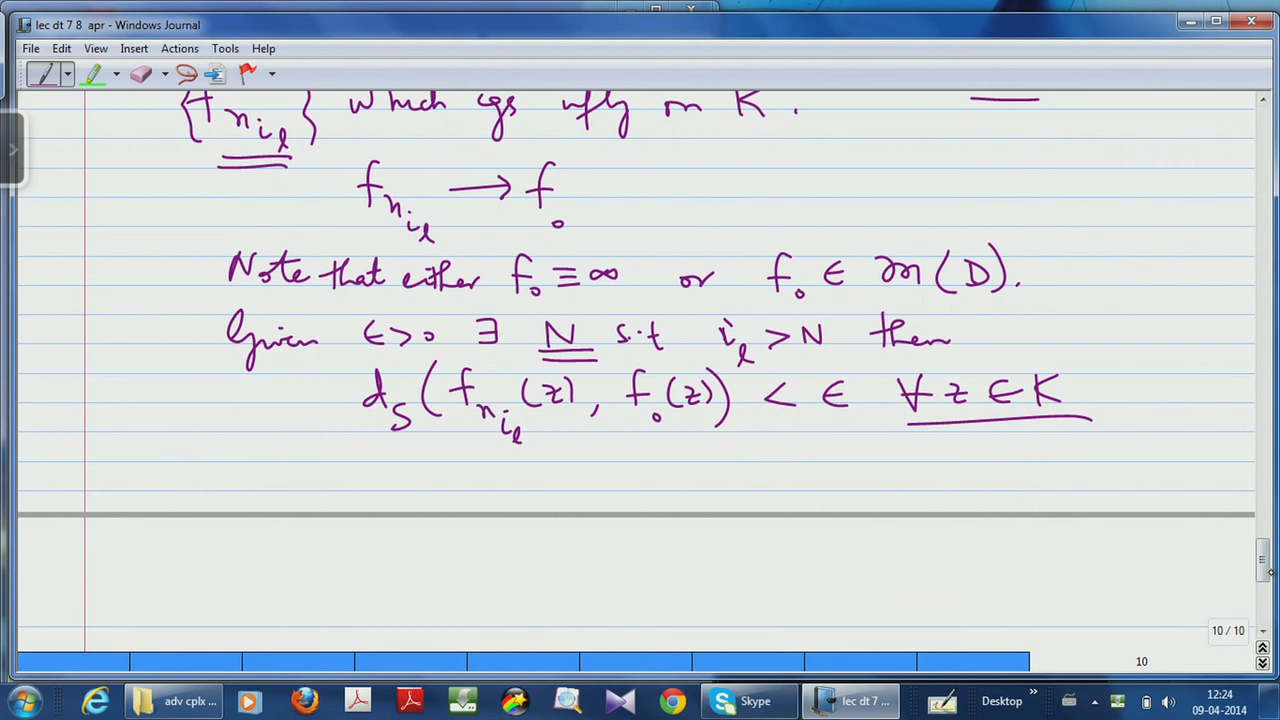 lec dt 7 8 apr - Windows Journal
File Edit View Insert Actions Tools Help
{f_{n_{i_l}}} which cgs ufly on K.
f_{n_{i_l}} → f_0
Note that either f_0 ≡ ∞ or f_0 ∈ m(D).
Given ϵ>0 ∃ N s.t i_l > N then
d_S(f_{n_{i_l}}(z), f_0(z)) < ϵ ∀ z ∈ K
10 / 10
10
adv cplx ...
Skype
lec dt 7 ...
Desktop
12:24
09-04-2014